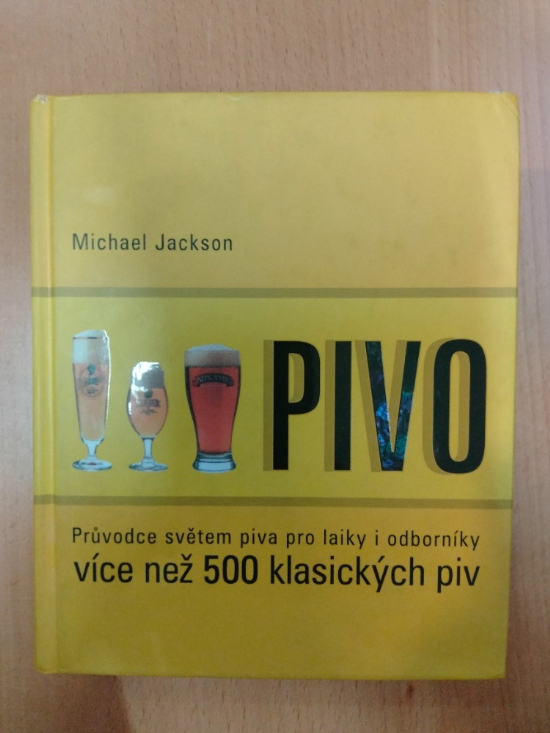 Michael Jackson
PIVO
Průvodce světem piva pro laiky i odborníky
více než 500 klasických piv